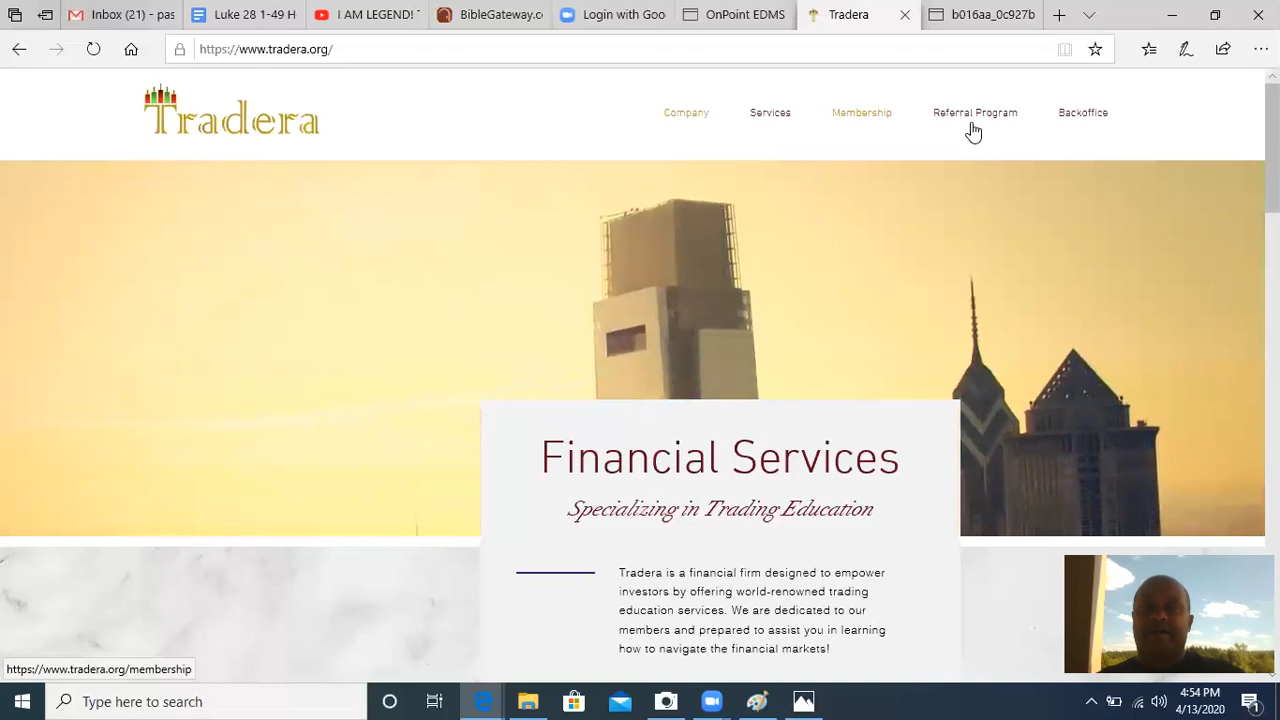 Inbox (21) - pas
Luke 28 1-49 H
I AM LEGEND! T
BibleGateway.co
Login with Goo
OnPoint EDMS
Tradera
b016aa_0c927b
https://www.tradera.org/
Tradera
Company
Services
Membership
Referral Program
Backoffice
Financial Services
Specializing in Trading Education
Tradera is a financial firm designed to empower
investors by offering world-renowned trading
education services. We are dedicated to our
members and prepared to assist you in learning
how to navigate the financial markets!
https://www.tradera.org/membership
Type here to search
4:54 PM
4/13/2020
1